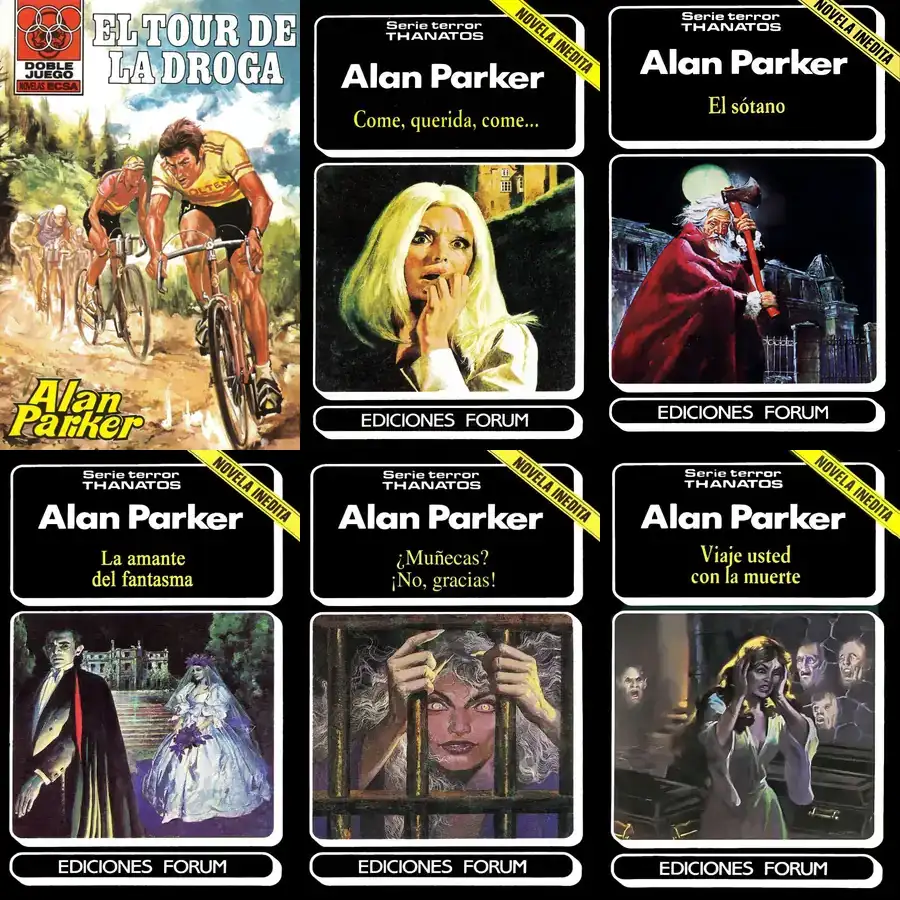 DOBLE
JUEGO
NOVELAS ECSA
EL TOUR DE
LA DROGA
OLTEN
Alan
Parker
Serie terror
THANATOS
NOVELA INEDITA
Alan Parker
Come, querida, come...
EDICIONES FORUM
Serie terror
THANATOS
NOVELA INEDITA
Alan Parker
El sótano
EDICIONES FORUM
Serie terror
THANATOS
NOVELA INEDITA
Alan Parker
La amante
del fantasma
EDICIONES FORUM
Serie terror
THANATOS
NOVELA INEDITA
Alan Parker
¿Muñecas?
¡No, gracias!
EDICIONES FORUM
Serie terror
THANATOS
NOVELA INEDITA
Alan Parker
Viaje usted
con la muerte
EDICIONES FORUM